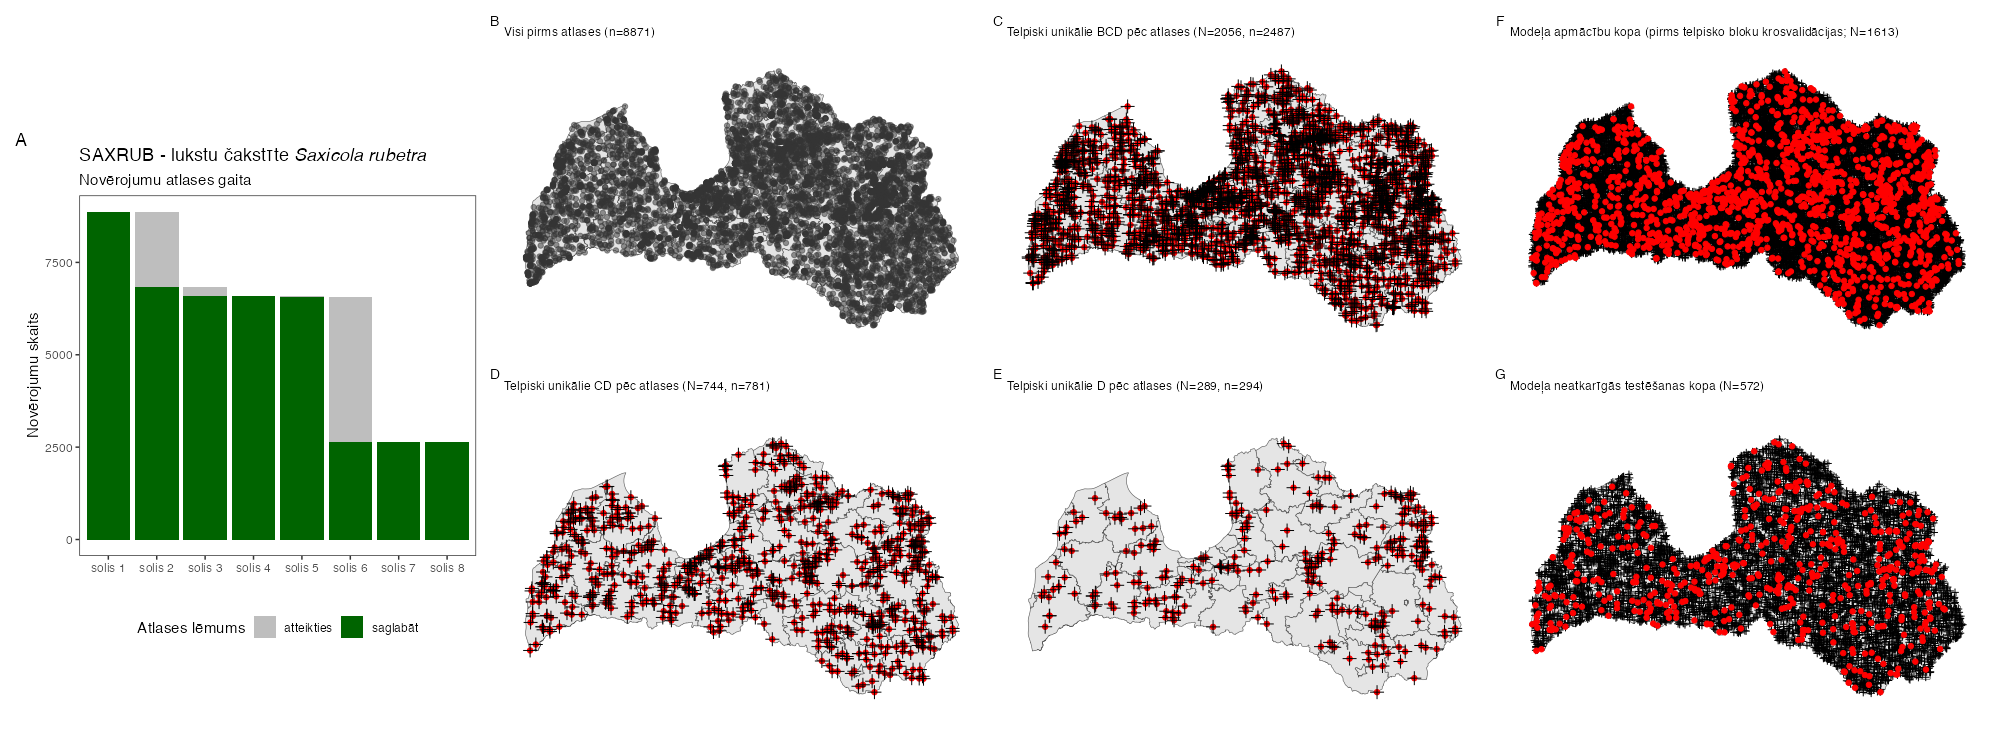 A
SAXRUB - lukstu čakstīte Saxicola rubetra
Novērojumu atlases gaita
Novērojumu skaits
7500
5000
2500
0
solis 1 solis 2 solis 3 solis 4 solis 5 solis 6 solis 7 solis 8
Atlases lēmums atteikties saglabāt
B
Visi pirms atlases (n=8871)
C
Telpiski unikālie BCD pēc atlases (N=2056, n=2487)
F
Modeļa apmācību kopa (pirms telpisko bloku krosvalidācijas; N=1613)
D
Telpiski unikālie CD pēc atlases (N=744, n=781)
E
Telpiski unikālie D pēc atlases (N=289, n=294)
G
Modeļa neatkarīgās testēšanas kopa (N=572)